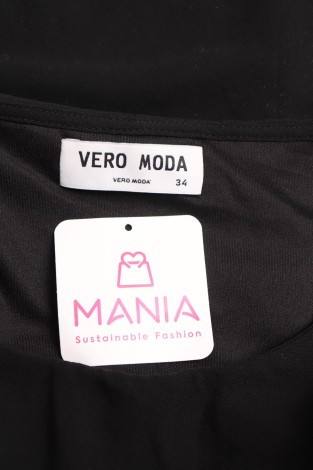 VERO MODA
VERO MODA
34
MANIA
Sustainable Fashion